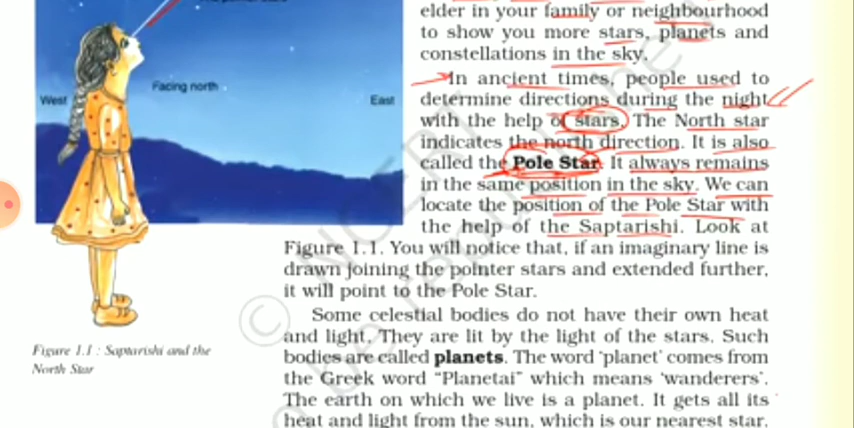 elder in your family or neighbourhood
to show you more stars, planets and
constellations in the sky.
In ancient times, people used to
determine directions during the night
with the help of stars. The North star
indicates the north direction. It is also
called the Pole Star. It always remains
in the same position in the sky. We can
locate the position of the Pole Star with
the help of the Saptarishi. Look at
Figure 1.1. You will notice that, if an imaginary line is
drawn joining the pointer stars and extended further,
it will point to the Pole Star.
Some celestial bodies do not have their own heat
and light. They are lit by the light of the stars. Such
bodies are called planets. The word ‘planet’ comes from
the Greek word “Planetai” which means ‘wanderers’.
The earth on which we live is a planet. It gets all its
heat and light from the sun, which is our nearest star.
Facing north
West
East
Figure 1.1 : Saptarishi and the
North Star